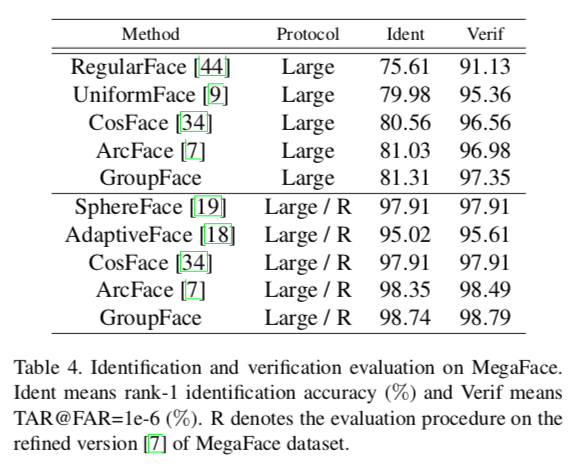 Method Protocol Ident Verif
RegularFace [44] Large 75.61 91.13
UniformFace [9] Large 79.98 95.36
CosFace [34] Large 80.56 96.56
ArcFace [7] Large 81.03 96.98
GroupFace Large 81.31 97.35
SphereFace [19] Large / R 97.91 97.91
AdaptiveFace [18] Large / R 95.02 95.61
CosFace [34] Large / R 97.91 97.91
ArcFace [7] Large / R 98.35 98.49
GroupFace Large / R 98.74 98.79
Table 4. Identification and verification evaluation on MegaFace.
Ident means rank-1 identification accuracy (%) and Verif means
TAR@FAR=1e-6 (%). R denotes the evaluation procedure on the
refined version [7] of MegaFace dataset.